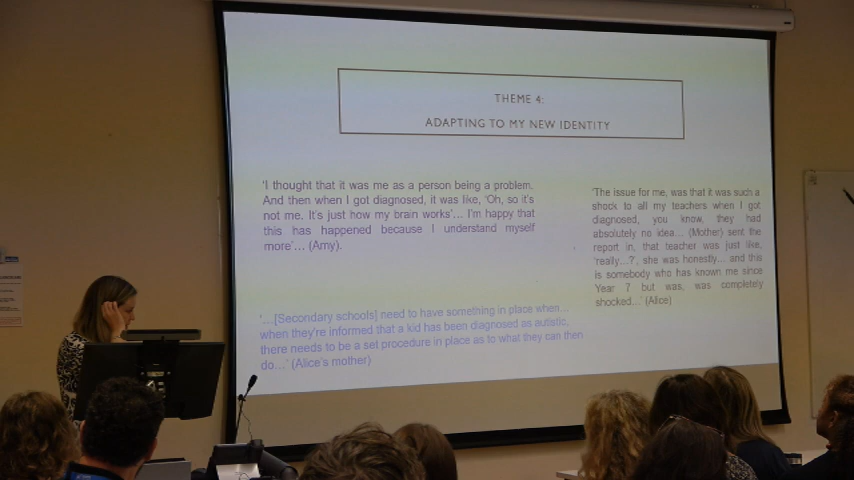 THEME 4:
ADAPTING TO MY NEW IDENTITY
'I thought that it was me as a person being a problem.
And then when I got diagnosed, it was like, 'Oh, so it's
not me. It's just how my brain works'... I'm happy that
this has happened because I understand myself
more'... (Amy).
'...[Secondary schools] need to have something in place when...
when they're informed that a kid has been diagnosed as autistic,
there needs to be a set procedure in place as to what they can then
do...' (Alice's mother)
'The issue for me, was that it was such a
shock to all my teachers when I got
diagnosed, you know, they had
absolutely no idea... (Mother) sent the
report in, that teacher was just like,
'really...?', she was honestly... and this
is somebody who has known me since
Year 7 but was, was completely
shocked...' (Alice)